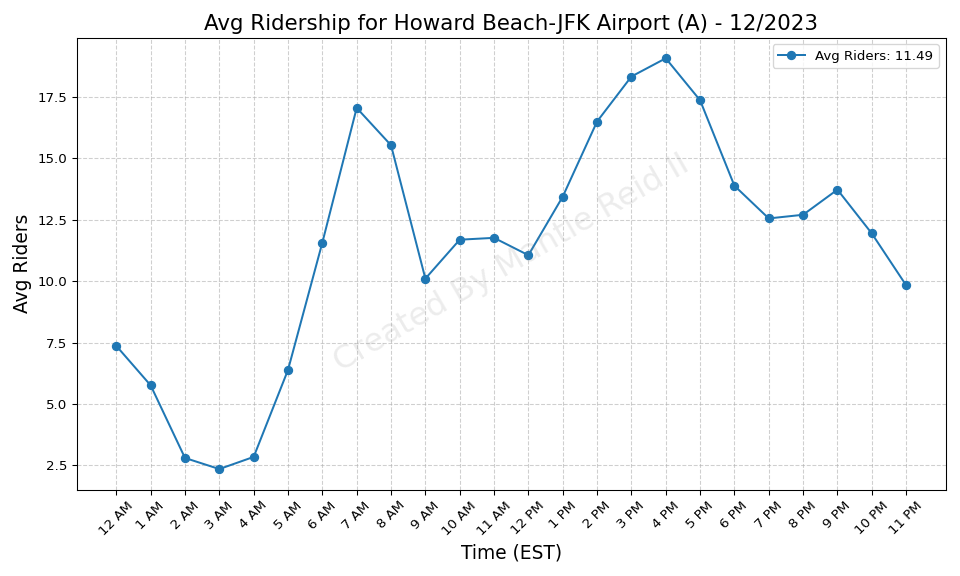 Avg Ridership for Howard Beach-JFK Airport (A) - 12/2023
Avg Riders: 11.49
Avg Riders
17.5
15.0
12.5
10.0
7.5
5.0
2.5
Created By Mantie Reid II
12 AM
1 AM
2 AM
3 AM
4 AM
5 AM
6 AM
7 AM
8 AM
9 AM
10 AM
11 AM
12 PM
1 PM
2 PM
3 PM
4 PM
5 PM
6 PM
7 PM
8 PM
9 PM
10 PM
11 PM
Time (EST)